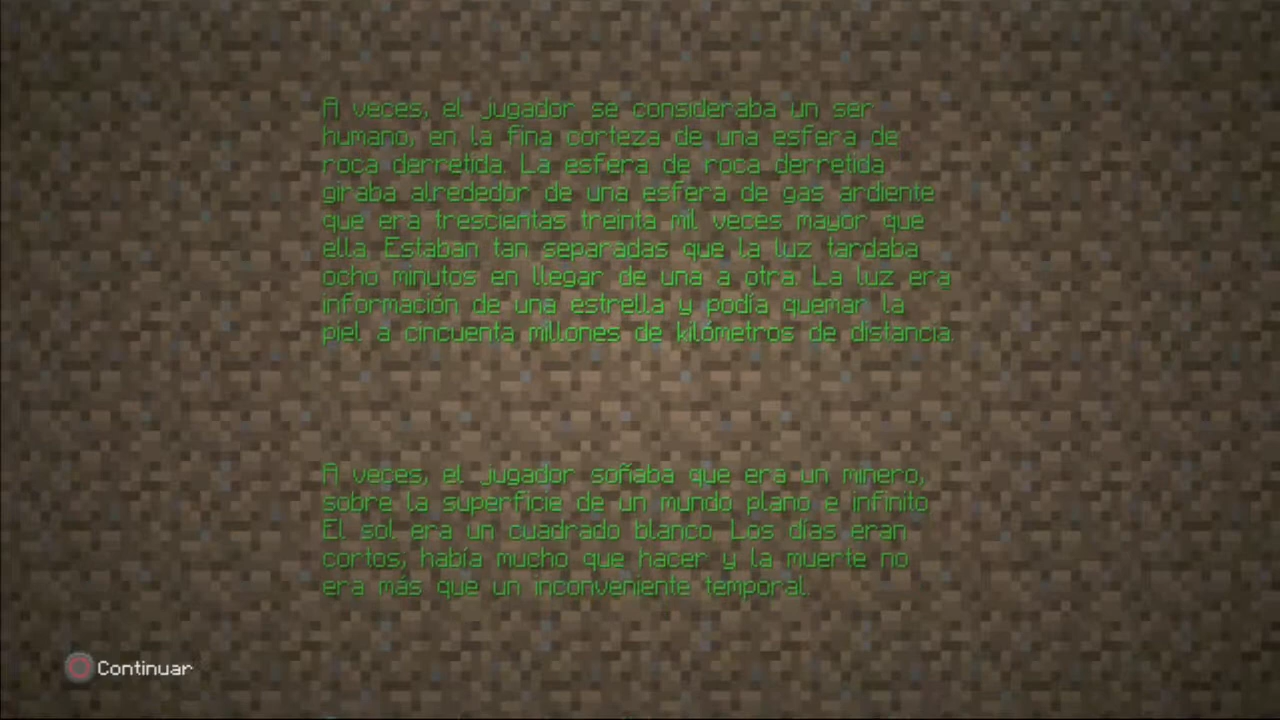 A veces, el jugador se consideraba un ser
humano, en la fina corteza de una esfera de
roca derretida. La esfera de roca derretida
giraba alrededor de una esfera de gas ardiente
que era trescientas treinta mil veces mayor que
ella. Estaban tan separadas que la luz tardaba
ocho minutos en llegar de una a otra. La luz era
información de una estrella y podía quemar la
piel a cincuenta millones de kilómetros de distancia.
A veces, el jugador soñaba que era un minero,
sobre la superficie de un mundo plano e infinito.
El sol era un cuadrado blanco. Los días eran
cortos, había mucho que hacer y la muerte no
era más que un inconveniente temporal.
Continuar